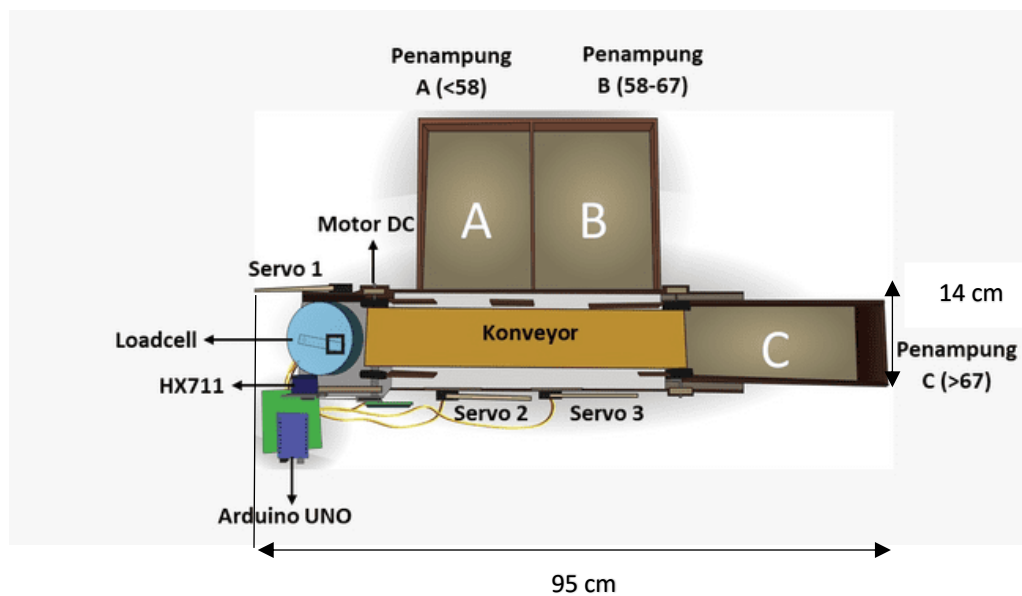 Penampung
A (<58)
Penampung
B (58-67)
A
B
Motor DC
Servo 1
14 cm
Loadcell
Konveyor
C
Penampung
C (>67)
HX711
Servo 2
Servo 3
Arduino UNO
95 cm